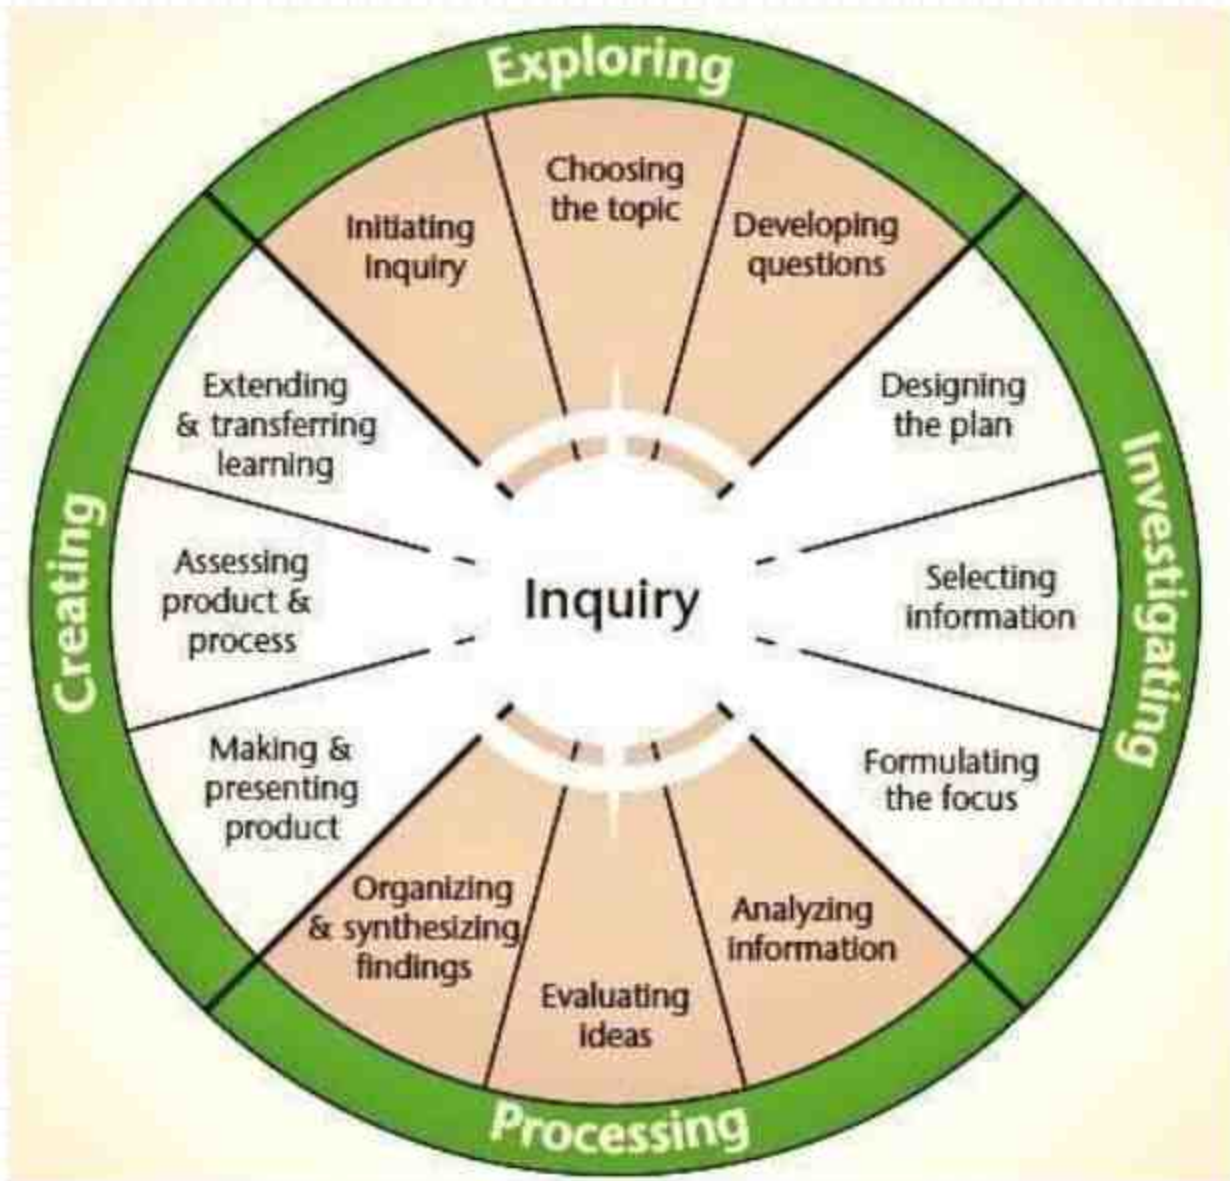 Exploring
Initiating
inquiry
Choosing
the topic
Developing
questions
Investigating
Designing
the plan
Selecting
information
Formulating
the focus
Processing
Analyzing
information
Evaluating
ideas
Organizing
& synthesizing
findings
Creating
Making &
presenting
product
Assessing
product &
process
Extending
& transferring
learning
Inquiry